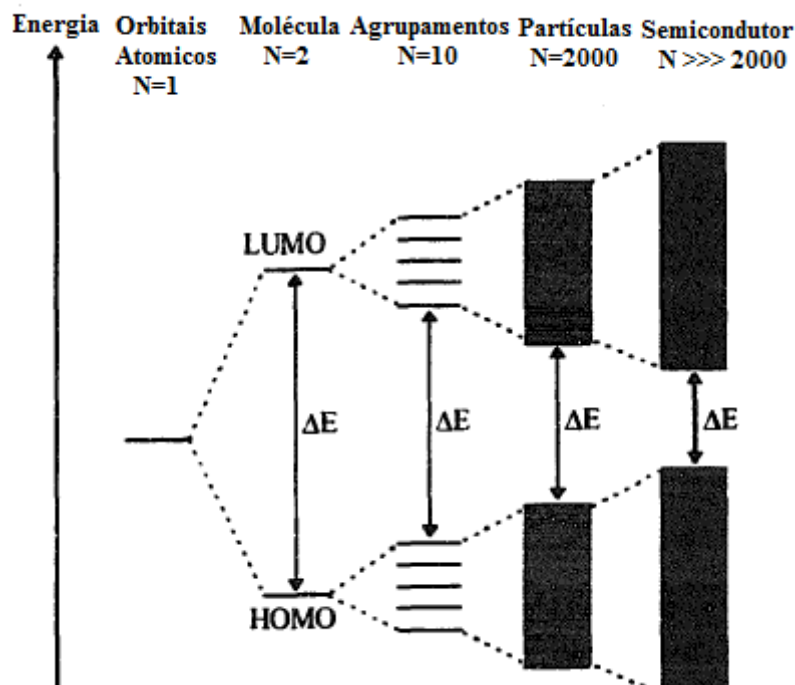 Energia Orbitais Molécula Agrupamentos Partículas Semicondutor
Atomicos N=2 N=10 N=2000 N >>> 2000
N=1
LUMO
ΔE ΔE ΔE ΔE
HOMO